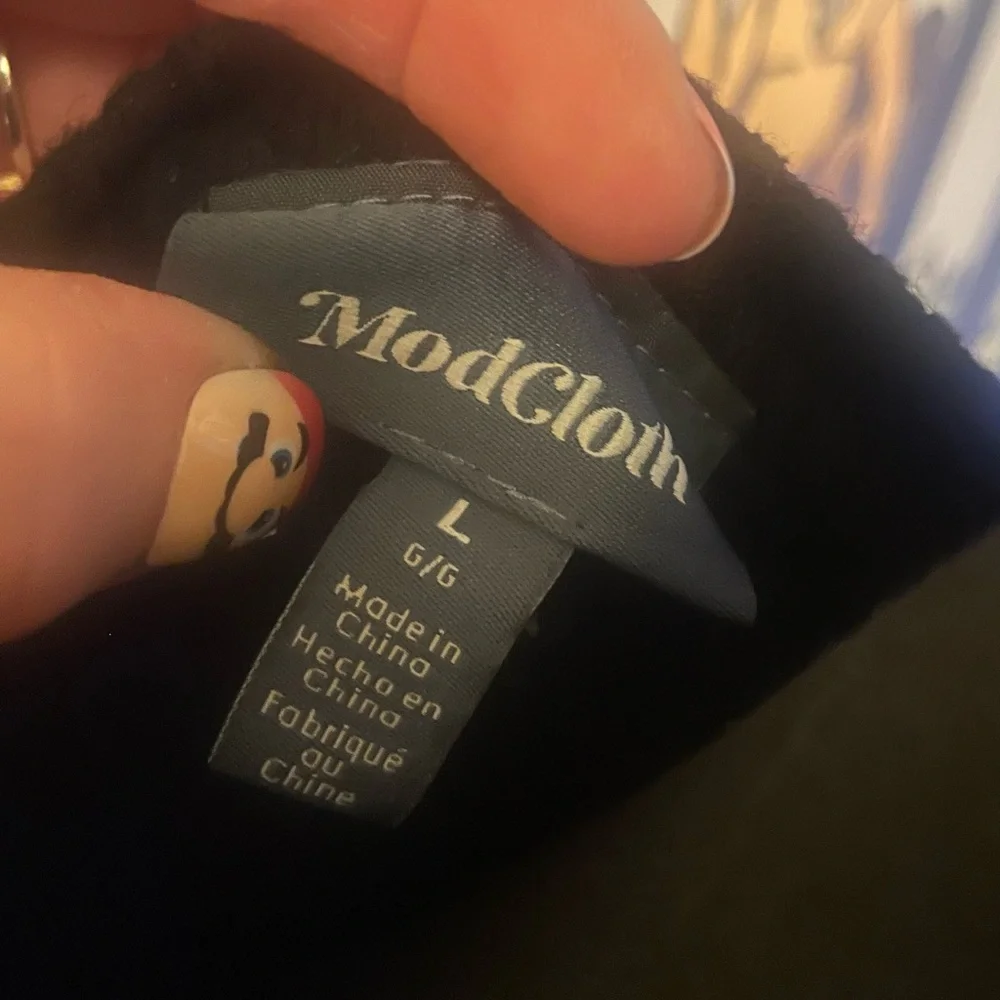 ModCloth
L
G/G
Made in
China
Hecho en
China
Fabriqué
au
Chine